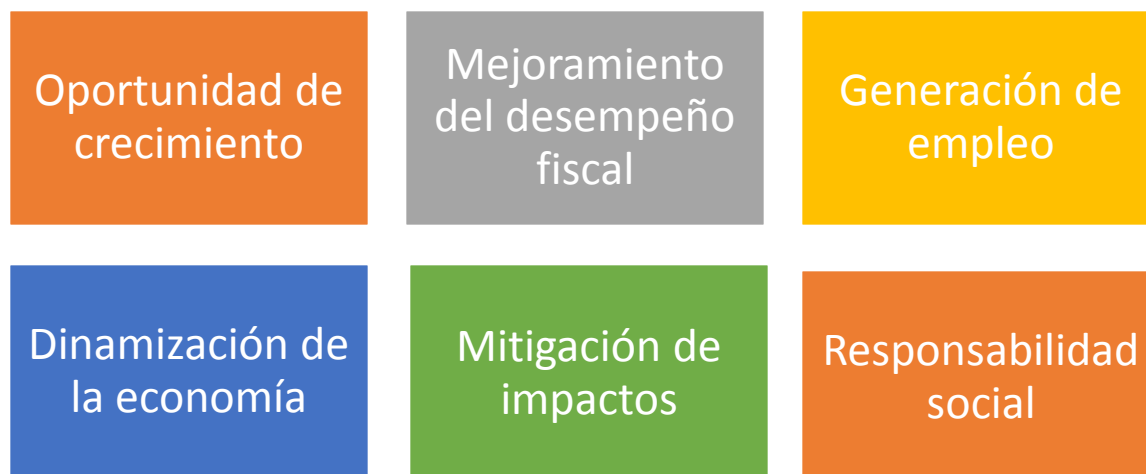 Oportunidad de
crecimiento
Mejoramiento
del desempeño
fiscal
Generación de
empleo
Dinamización de
la economía
Mitigación de
impactos
Responsabilidad
social